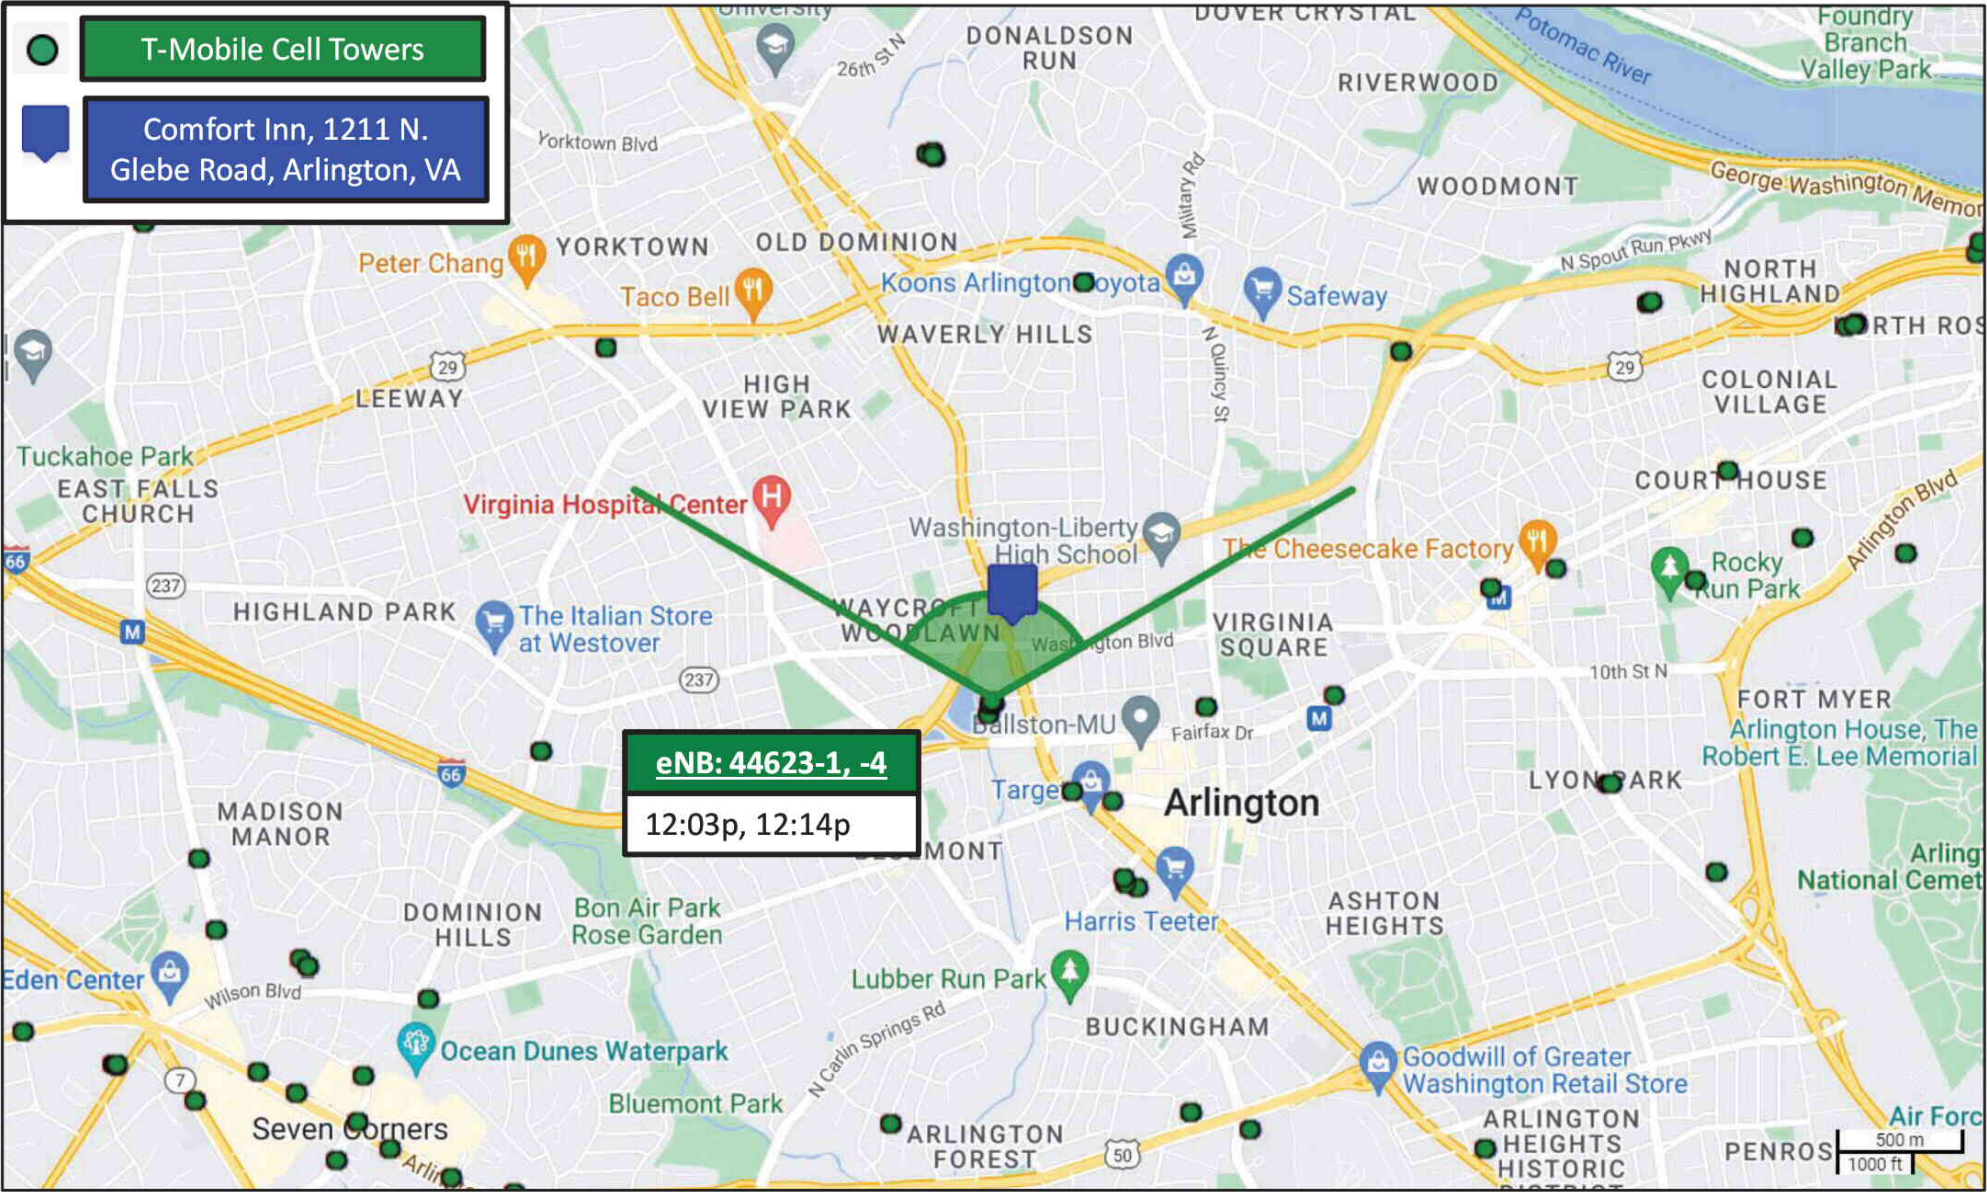 T-Mobile Cell Towers
Comfort Inn, 1211 N.
Glebe Road, Arlington, VA
University
26th St N
DONALDSON
RUN
DOVER CRYSTAL
Potomac River
Foundry
Branch
Valley Park
RIVERWOOD
Yorktown Blvd
Military Rd
WOODMONT
George Washington Memor
Peter Chang
YORKTOWN
OLD DOMINION
N Spout Run Pkwy
NORTH
HIGHLAND
Taco Bell
Koons Arlington Toyota
Safeway
WAVERLY HILLS
N Quincy St
RTH ROS
29
LEEWAY
HIGH
VIEW PARK
29
COLONIAL
VILLAGE
Tuckahoe Park
EAST FALLS
CHURCH
Virginia Hospital Center
H
COURT HOUSE
Arlington Blvd
Washington-Liberty
High School
The Cheesecake Factory
66
237
HIGHLAND PARK
M
The Italian Store
at Westover
WAYCROFT
WOODLAWN
Washington Blvd
VIRGINIA
SQUARE
M
Rocky
Run Park
237
10th St N
FORT MYER
Ballston-MU
Fairfax Dr
M
Arlington House, The
Robert E. Lee Memorial
eNB: 44623-1, -4
12:03p, 12:14p
66
Target
Arlington
LYON PARK
MADISON
MANOR
BLUEMONT
Arling
National Cemet
DOMINION
HILLS
Bon Air Park
Rose Garden
Harris Teeter
ASHTON
HEIGHTS
Eden Center
Wilson Blvd
Lubber Run Park
N Carlin Springs Rd
BUCKINGHAM
Ocean Dunes Waterpark
7
Goodwill of Greater
Washington Retail Store
Bluemont Park
Seven Corners
Arlin
ARLINGTON
FOREST
50
ARLINGTON
HEIGHTS
HISTORIC
DISTRICT
PENROS
Air Forc
500 m
1000 ft